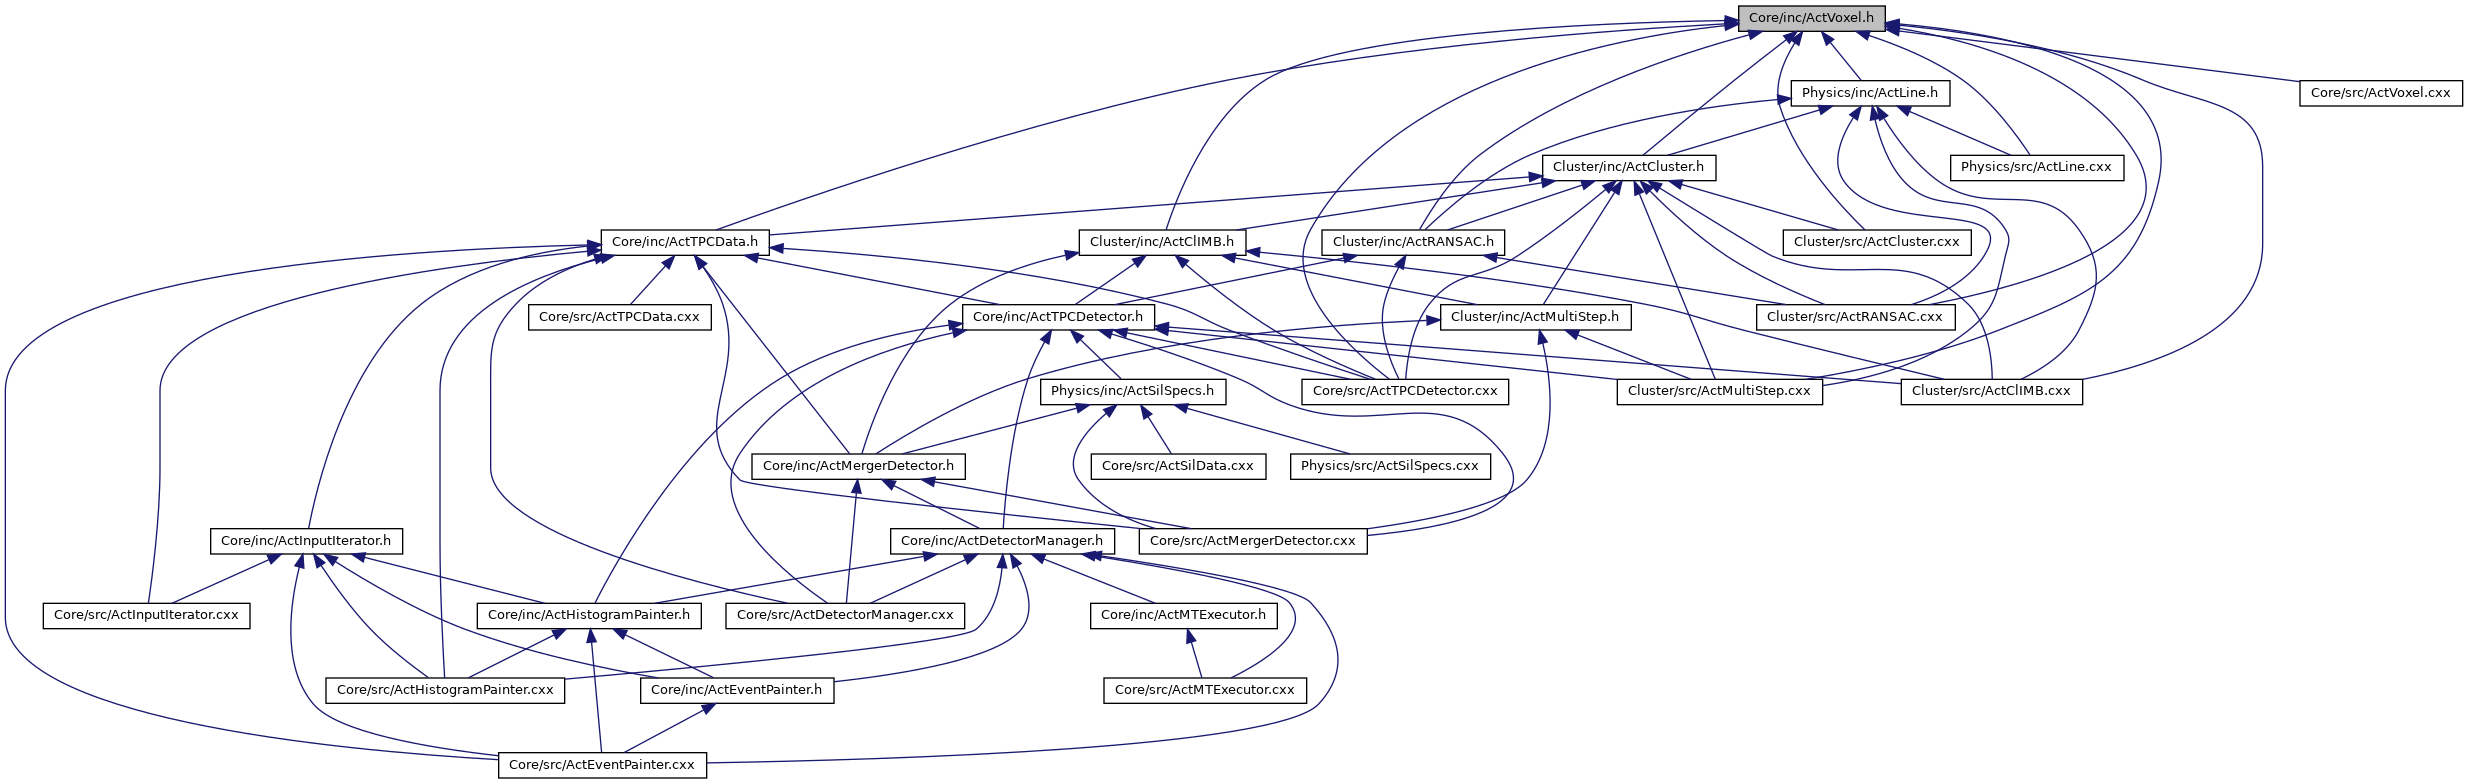 Core/inc/ActVoxel.h
Physics/inc/ActLine.h
Core/src/ActVoxel.cxx
Cluster/inc/ActCluster.h
Physics/src/ActLine.cxx
Core/inc/ActTPCData.h
Cluster/inc/ActClIMB.h
Cluster/inc/ActRANSAC.h
Cluster/src/ActCluster.cxx
Core/src/ActTPCData.cxx
Core/inc/ActTPCDetector.h
Cluster/inc/ActMultiStep.h
Cluster/src/ActRANSAC.cxx
Physics/inc/ActSilSpecs.h
Core/src/ActTPCDetector.cxx
Cluster/src/ActMultiStep.cxx
Cluster/src/ActClIMB.cxx
Core/inc/ActMergerDetector.h
Core/src/ActSilData.cxx
Physics/src/ActSilSpecs.cxx
Core/inc/ActInputIterator.h
Core/inc/ActDetectorManager.h
Core/src/ActMergerDetector.cxx
Core/src/ActInputIterator.cxx
Core/inc/ActHistogramPainter.h
Core/src/ActDetectorManager.cxx
Core/inc/ActMTExecutor.h
Core/src/ActHistogramPainter.cxx
Core/inc/ActEventPainter.h
Core/src/ActMTExecutor.cxx
Core/src/ActEventPainter.cxx